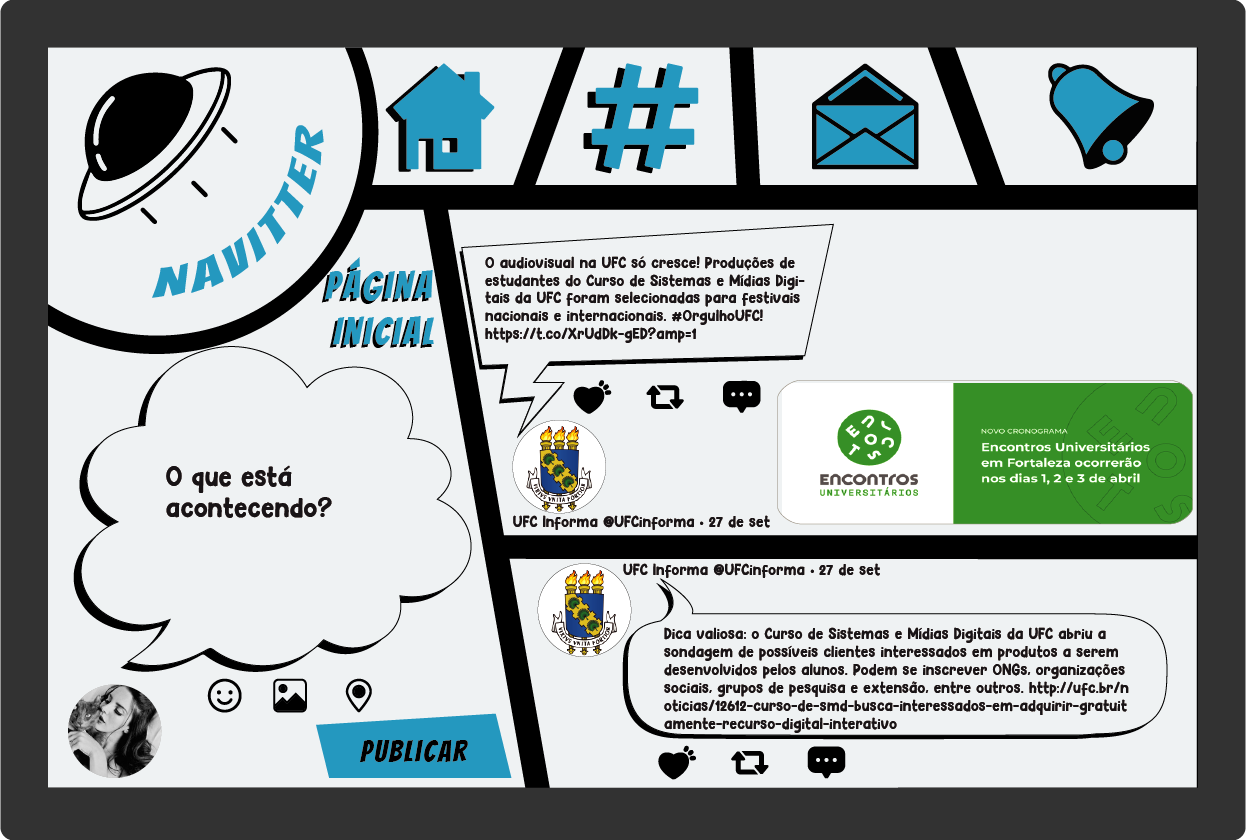 NAVITTER
PÁGINA
INICIAL
O que está
acontecendo?
PUBLICAR
O audiovisual na UFC só cresce! Produções de
estudantes do Curso de Sistemas e Mídias Digi-
tais da UFC foram selecionadas para festivais
nacionais e internacionais. #OrgulhoUFC!
https://t.co/XrUdDk-gED?amp=1
UFC Informa @UFCinforma • 27 de set
ENCONTROS
UNIVERSITÁRIOS
NOVO CRONOGRAMA
Encontros Universitários
em Fortaleza ocorrerão
nos dias 1, 2 e 3 de abril
UFC Informa @UFCinforma • 27 de set
Dica valiosa: o Curso de Sistemas e Mídias Digitais da UFC abriu a
sondagem de possíveis clientes interessados em produtos a serem
desenvolvidos pelos alunos. Podem se inscrever ONGs, organizações
sociais, grupos de pesquisa e extensão, entre outros. http://ufc.br/n
oticias/12612-curso-de-smd-busca-interessados-em-adquirir-gratuit
amente-recurso-digital-interativo